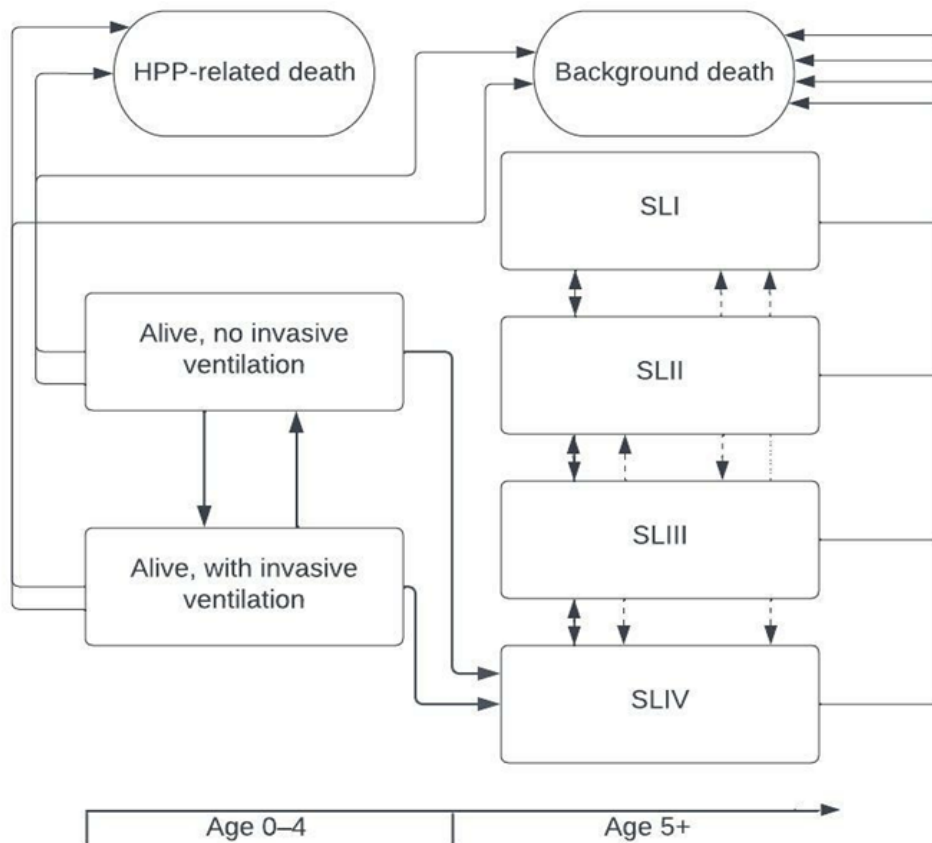 HPP-related death
Background death
SLI
Alive, no invasive
ventilation
SLII
SLIII
Alive, with invasive
ventilation
SLIV
Age 0–4
Age 5+